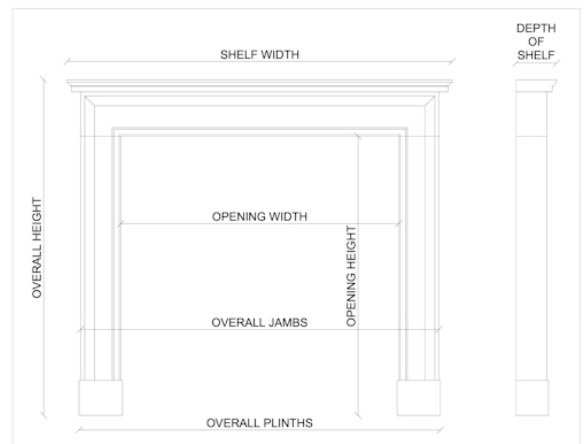 DEPTH
OF
SHELF
SHELF WIDTH
OVERALL HEIGHT
OPENING WIDTH
OPENING HEIGHT
OVERALL JAMBS
OVERALL PLINTHS